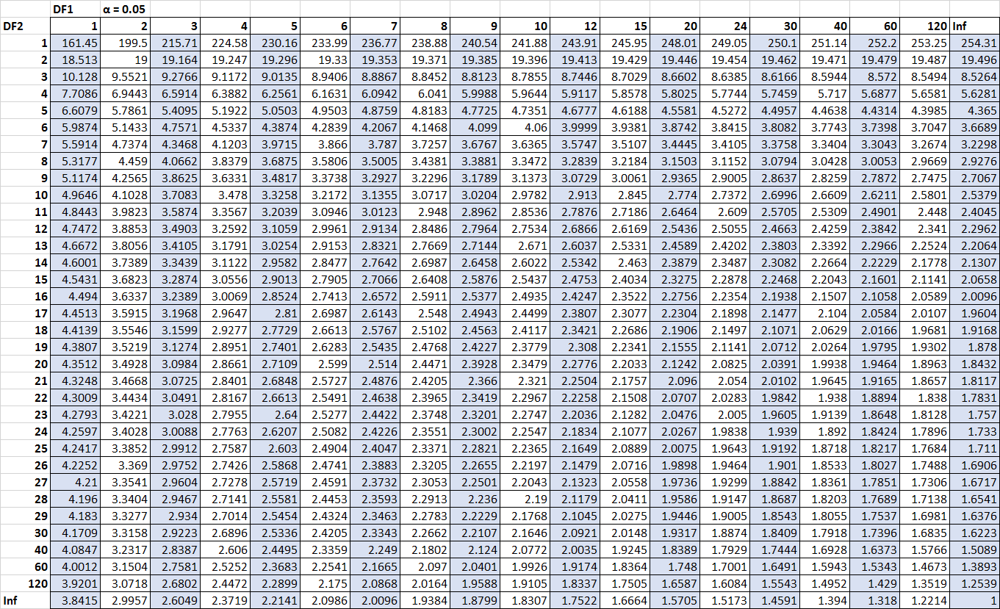 DF1 α = 0.05
DF2 1 2 3 4 5 6 7 8 9 10 12 15 20 24 30 40 60 120 Inf
1 161.45 199.5 215.71 224.58 230.16 233.99 236.77 238.88 240.54 241.88 243.91 245.95 248.01 249.05 250.1 251.14 252.2 253.25 254.31
2 18.513 19 19.164 19.247 19.296 19.33 19.353 19.371 19.385 19.396 19.413 19.429 19.446 19.454 19.462 19.471 19.479 19.487 19.496
3 10.128 9.5521 9.2766 9.1172 9.0135 8.9406 8.8867 8.8452 8.8123 8.7855 8.7446 8.7029 8.6602 8.6385 8.6166 8.5944 8.572 8.5494 8.5264
4 7.7086 6.9443 6.5914 6.3882 6.2561 6.1631 6.0942 6.041 5.9988 5.9644 5.9117 5.8578 5.8025 5.7744 5.7459 5.717 5.6877 5.6581 5.6281
5 6.6079 5.7861 5.4095 5.1922 5.0503 4.9503 4.8759 4.8183 4.7725 4.7351 4.6777 4.6188 4.5581 4.5272 4.4957 4.4638 4.4314 4.3985 4.365
6 5.9874 5.1433 4.7571 4.5337 4.3874 4.2839 4.2067 4.1468 4.099 4.06 3.9999 3.9381 3.8742 3.8415 3.8082 3.7743 3.7398 3.7047 3.6689
7 5.5914 4.7374 4.3468 4.1203 3.9715 3.866 3.787 3.7257 3.6767 3.6365 3.5747 3.5107 3.4445 3.4105 3.3758 3.3404 3.3043 3.2674 3.2298
8 5.3177 4.459 4.0662 3.8379 3.6875 3.5806 3.5005 3.4381 3.3881 3.3472 3.2839 3.2184 3.1503 3.1152 3.0794 3.0428 3.0053 2.9669 2.9276
9 5.1174 4.2565 3.8625 3.6331 3.4817 3.3738 3.2927 3.2296 3.1789 3.1373 3.0729 3.0061 2.9365 2.9005 2.8637 2.8259 2.7872 2.7475 2.7067
10 4.9646 4.1028 3.7083 3.478 3.3258 3.2172 3.1355 3.0717 3.0204 2.9782 2.913 2.845 2.774 2.7372 2.6996 2.6609 2.6211 2.5801 2.5379
11 4.8443 3.9823 3.5874 3.3567 3.2039 3.0946 3.0123 2.948 2.8962 2.8536 2.7876 2.7186 2.6464 2.609 2.5705 2.5309 2.4901 2.448 2.4045
12 4.7472 3.8853 3.4903 3.2592 3.1059 2.9961 2.9134 2.8486 2.7964 2.7534 2.6866 2.6169 2.5436 2.5055 2.4663 2.4259 2.3842 2.341 2.2962
13 4.6672 3.8056 3.4105 3.1791 3.0254 2.9153 2.8321 2.7669 2.7144 2.671 2.6037 2.5331 2.4589 2.4202 2.3803 2.3392 2.2966 2.2524 2.2064
14 4.6001 3.7389 3.3439 3.1122 2.9582 2.8477 2.7642 2.6987 2.6458 2.6022 2.5342 2.463 2.3879 2.3487 2.3082 2.2664 2.2229 2.1778 2.1307
15 4.5431 3.6823 3.2874 3.0556 2.9013 2.7905 2.7066 2.6408 2.5876 2.5437 2.4753 2.4034 2.3275 2.2878 2.2468 2.2043 2.1601 2.1141 2.0658
16 4.494 3.6337 3.2389 3.0069 2.8524 2.7413 2.6572 2.5911 2.5377 2.4935 2.4247 2.3522 2.2756 2.2354 2.1938 2.1507 2.1058 2.0589 2.0096
17 4.4513 3.5915 3.1968 2.9647 2.81 2.6987 2.6143 2.548 2.4943 2.4499 2.3807 2.3077 2.2304 2.1898 2.1477 2.104 2.0584 2.0107 1.9604
18 4.4139 3.5546 3.1599 2.9277 2.7729 2.6613 2.5767 2.5102 2.4563 2.4117 2.3421 2.2686 2.1906 2.1497 2.1071 2.0629 2.0166 1.9681 1.9168
19 4.3807 3.5219 3.1274 2.8951 2.7401 2.6283 2.5435 2.4768 2.4227 2.3779 2.308 2.2341 2.1555 2.1141 2.0712 2.0264 1.9795 1.9302 1.878
20 4.3512 3.4928 3.0984 2.8661 2.7109 2.599 2.514 2.4471 2.3928 2.3479 2.2776 2.2033 2.1242 2.0825 2.0391 1.9938 1.9464 1.8963 1.8432
21 4.3248 3.4668 3.0725 2.8401 2.6848 2.5727 2.4876 2.4205 2.366 2.321 2.2504 2.1757 2.096 2.054 2.0102 1.9645 1.9165 1.8657 1.8117
22 4.3009 3.4434 3.0491 2.8167 2.6613 2.5491 2.4638 2.3965 2.3419 2.2967 2.2258 2.1508 2.0707 2.0283 1.9842 1.938 1.8894 1.838 1.7831
23 4.2793 3.4221 3.028 2.7955 2.64 2.5277 2.4422 2.3748 2.3201 2.2747 2.2036 2.1282 2.0476 2.005 1.9605 1.9139 1.8648 1.8128 1.757
24 4.2597 3.4028 3.0088 2.7763 2.6207 2.5082 2.4226 2.3551 2.3002 2.2547 2.1834 2.1077 2.0267 1.9838 1.939 1.892 1.8424 1.7896 1.733
25 4.2417 3.3852 2.9912 2.7587 2.603 2.4904 2.4047 2.3371 2.2821 2.2365 2.1649 2.0889 2.0075 1.9643 1.9192 1.8718 1.8217 1.7684 1.711
26 4.2252 3.369 2.9752 2.7426 2.5868 2.4741 2.3883 2.3205 2.2655 2.2197 2.1479 2.0716 1.9898 1.9464 1.901 1.8533 1.8027 1.7488 1.6906
27 4.21 3.3541 2.9604 2.7278 2.5719 2.4591 2.3732 2.3053 2.2501 2.2043 2.1323 2.0558 1.9736 1.9299 1.8842 1.8361 1.7851 1.7306 1.6717
28 4.196 3.3404 2.9467 2.7141 2.5581 2.4453 2.3593 2.2913 2.236 2.19 2.1179 2.0411 1.9586 1.9147 1.8687 1.8203 1.7689 1.7138 1.6541
29 4.183 3.3277 2.934 2.7014 2.5454 2.4324 2.3463 2.2783 2.2229 2.1768 2.1045 2.0275 1.9446 1.9005 1.8543 1.8055 1.7537 1.6981 1.6376
30 4.1709 3.3158 2.9223 2.6896 2.5336 2.4205 2.3343 2.2662 2.2107 2.1646 2.0921 2.0148 1.9317 1.8874 1.8409 1.7918 1.7396 1.6835 1.6223
40 4.0847 3.2317 2.8387 2.606 2.4495 2.3359 2.249 2.1802 2.124 2.0772 2.0035 1.9245 1.8389 1.7929 1.7444 1.6928 1.6373 1.5766 1.5089
60 4.0012 3.1504 2.7581 2.5252 2.3683 2.2541 2.1665 2.097 2.0401 1.9926 1.9174 1.8364 1.748 1.7001 1.6491 1.5943 1.5343 1.4673 1.3893
120 3.9201 3.0718 2.6802 2.4472 2.2899 2.175 2.0868 2.0164 1.9588 1.9105 1.8337 1.7505 1.6587 1.6084 1.5543 1.4952 1.429 1.3519 1.2539
Inf 3.8415 2.9957 2.6049 2.3719 2.2141 2.0986 2.0096 1.9384 1.8799 1.8307 1.7522 1.6664 1.5705 1.5173 1.4591 1.394 1.318 1.2214 1